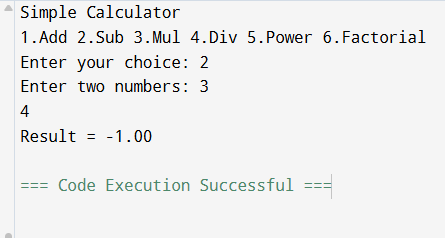 Simple Calculator
1.Add 2.Sub 3.Mul 4.Div 5.Power 6.Factorial
Enter your choice: 2
Enter two numbers: 3
4
Result = -1.00
=== Code Execution Successful ===